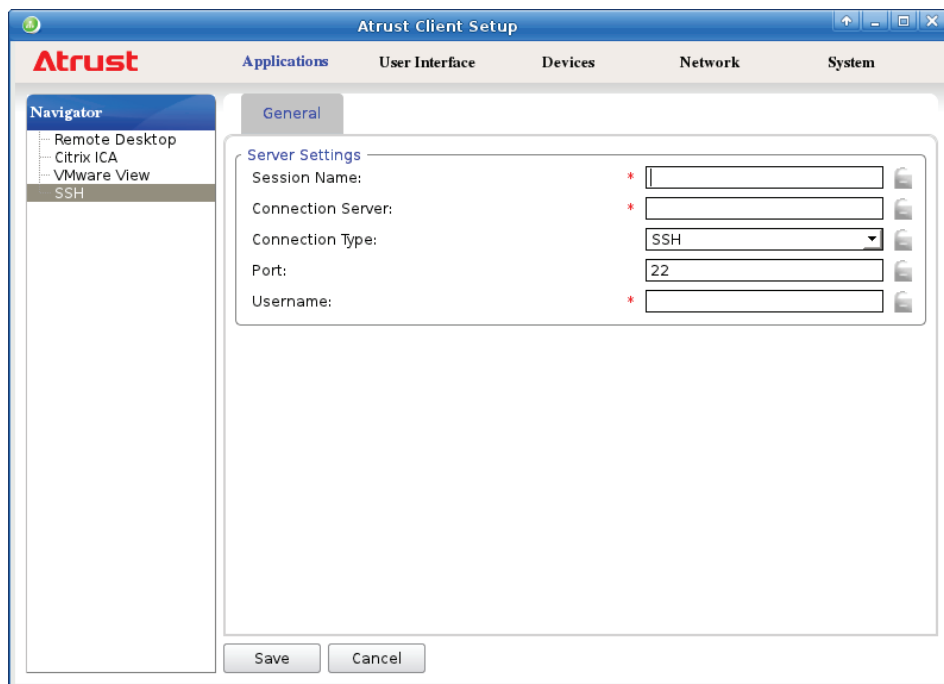 Atrust Client Setup
Atrust
Applications
User Interface
Devices
Network
System
Navigator
Remote Desktop
Citrix ICA
VMware View
SSH
General
Server Settings
Session Name: *
Connection Server: *
Connection Type: SSH
Port: 22
Username: *
Save
Cancel